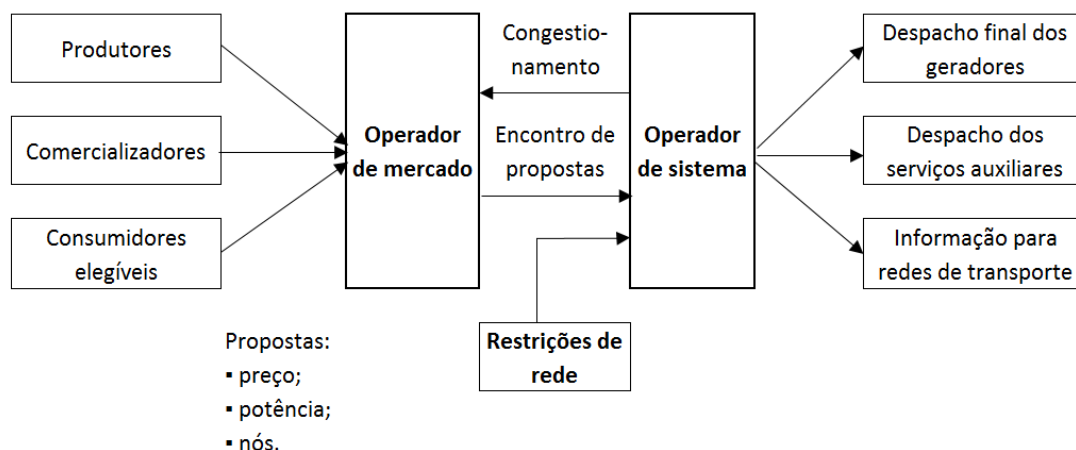 Produtores
Comercializadores
Consumidores
elegíveis
Operador
de mercado
Congestio-
namento
Encontro de
propostas
Operador
de sistema
Restrições de
rede
Despacho final dos
geradores
Despacho dos
serviços auxiliares
Informação para
redes de transporte
Propostas:
▪ preço;
▪ potência;
▪ nós.